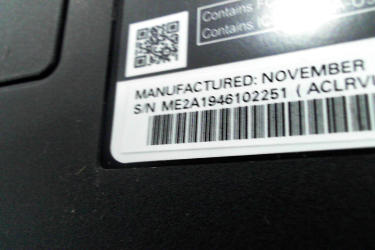 Contains
Contains
MANUFACTURED: NOVEMBER
S/N ME2A1946102251 ( ACLRV